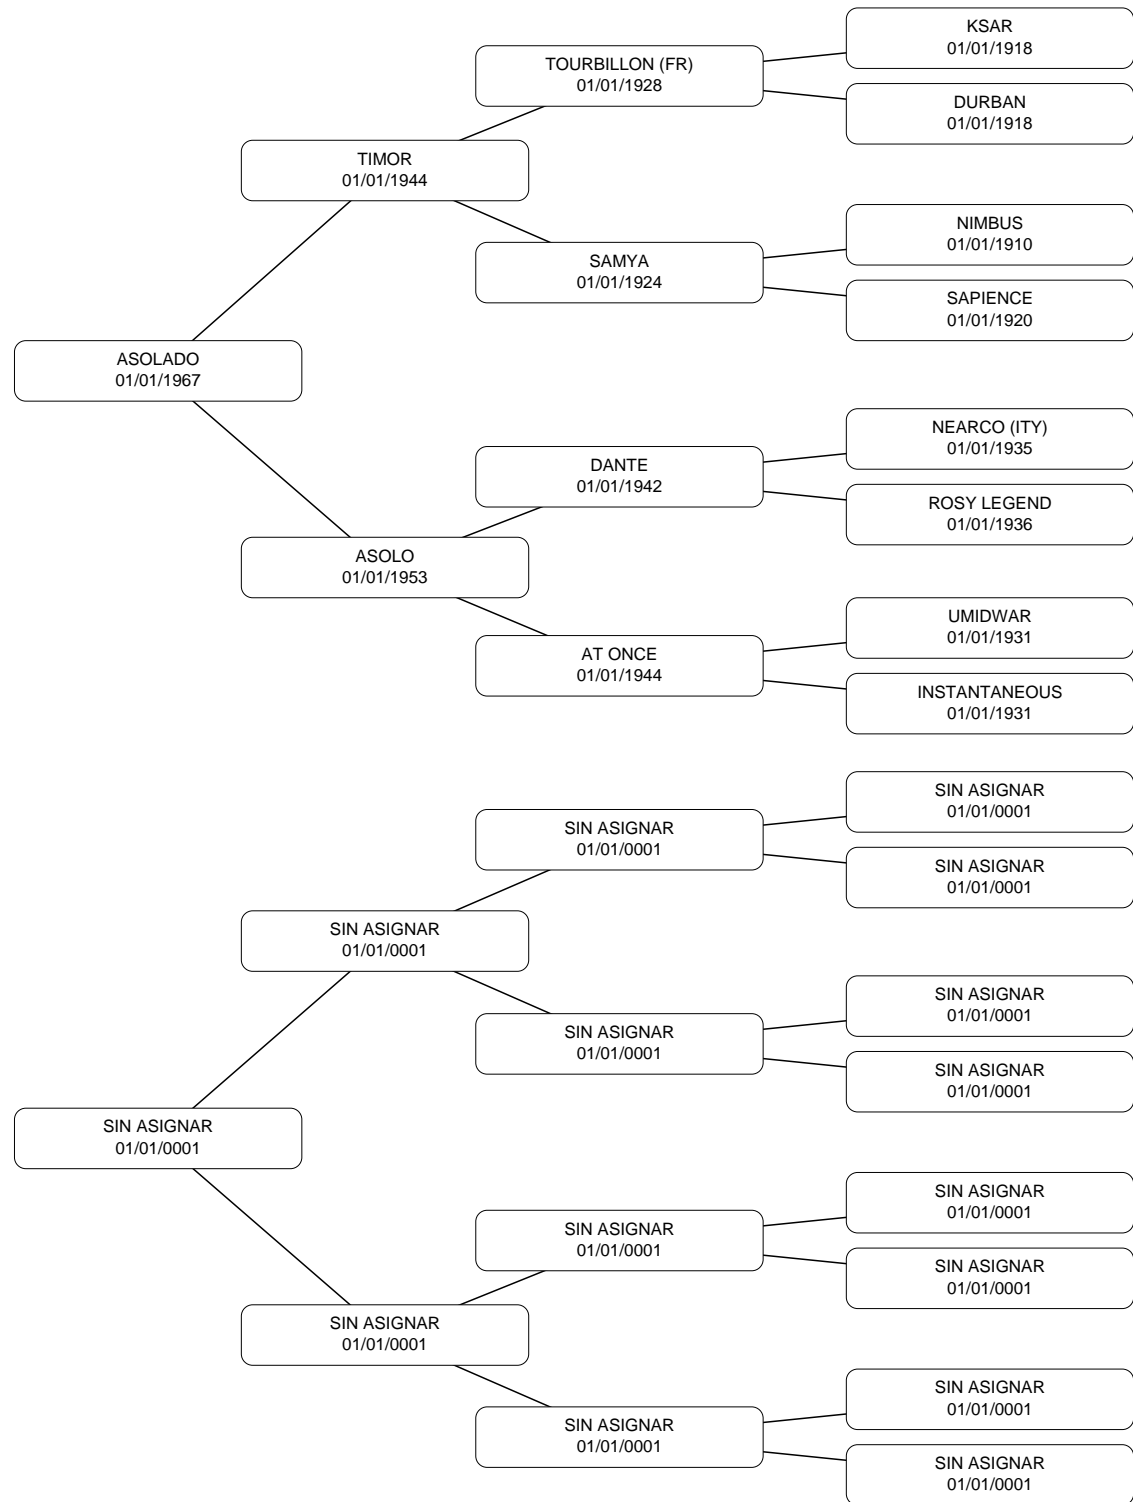 KSAR
01/01/1918
TOURBILLON (FR)
01/01/1928
DURBAN
01/01/1918
TIMOR
01/01/1944
NIMBUS
01/01/1910
SAMYA
01/01/1924
SAPIENCE
01/01/1920
ASOLADO
01/01/1967
NEARCO (ITY)
01/01/1935
DANTE
01/01/1942
ROSY LEGEND
01/01/1936
ASOLO
01/01/1953
UMIDWAR
01/01/1931
AT ONCE
01/01/1944
INSTANTANEOUS
01/01/1931
SIN ASIGNAR
01/01/0001
SIN ASIGNAR
01/01/0001
SIN ASIGNAR
01/01/0001
SIN ASIGNAR
01/01/0001
SIN ASIGNAR
01/01/0001
SIN ASIGNAR
01/01/0001
SIN ASIGNAR
01/01/0001
SIN ASIGNAR
01/01/0001
SIN ASIGNAR
01/01/0001
SIN ASIGNAR
01/01/0001
SIN ASIGNAR
01/01/0001
SIN ASIGNAR
01/01/0001
SIN ASIGNAR
01/01/0001
SIN ASIGNAR
01/01/0001
SIN ASIGNAR
01/01/0001